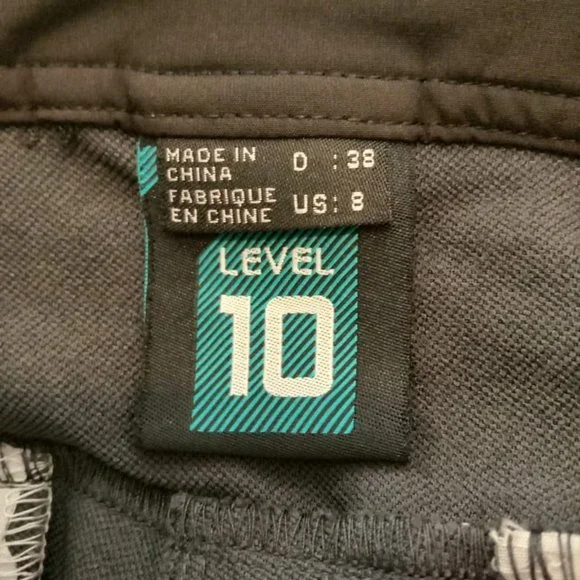 MADE IN
CHINA
FABRIQUE
EN CHINE
D : 38
US: 8
LEVEL
10